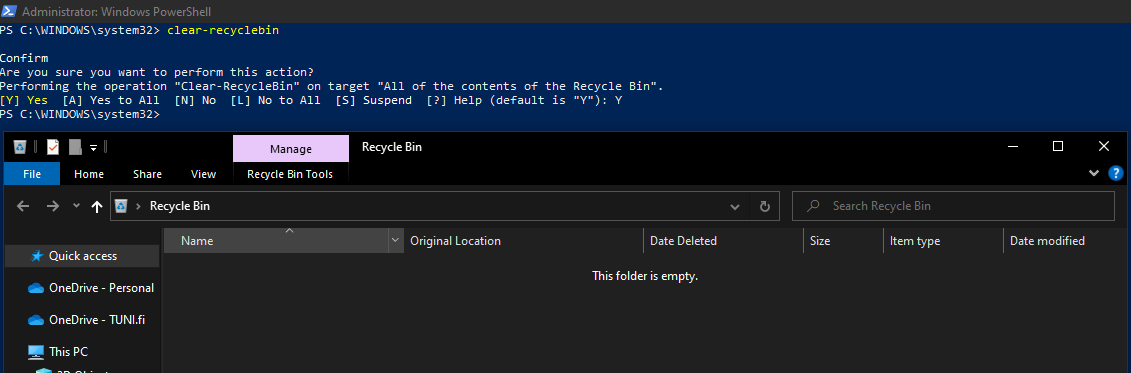 Administrator: Windows PowerShell
PS C:\WINDOWS\system32> clear-recyclebin
Confirm
Are you sure you want to perform this action?
Performing the operation "Clear-RecycleBin" on target "All of the contents of the Recycle Bin".
[Y] Yes  [A] Yes to All  [N] No  [L] No to All  [S] Suspend  [?] Help (default is "Y"): Y
PS C:\WINDOWS\system32>
Manage Recycle Bin
File Home Share View Recycle Bin Tools
Recycle Bin Search Recycle Bin
Name Original Location Date Deleted Size Item type Date modified
Quick access
This folder is empty.
OneDrive - Personal
OneDrive - TUNI.fi
This PC